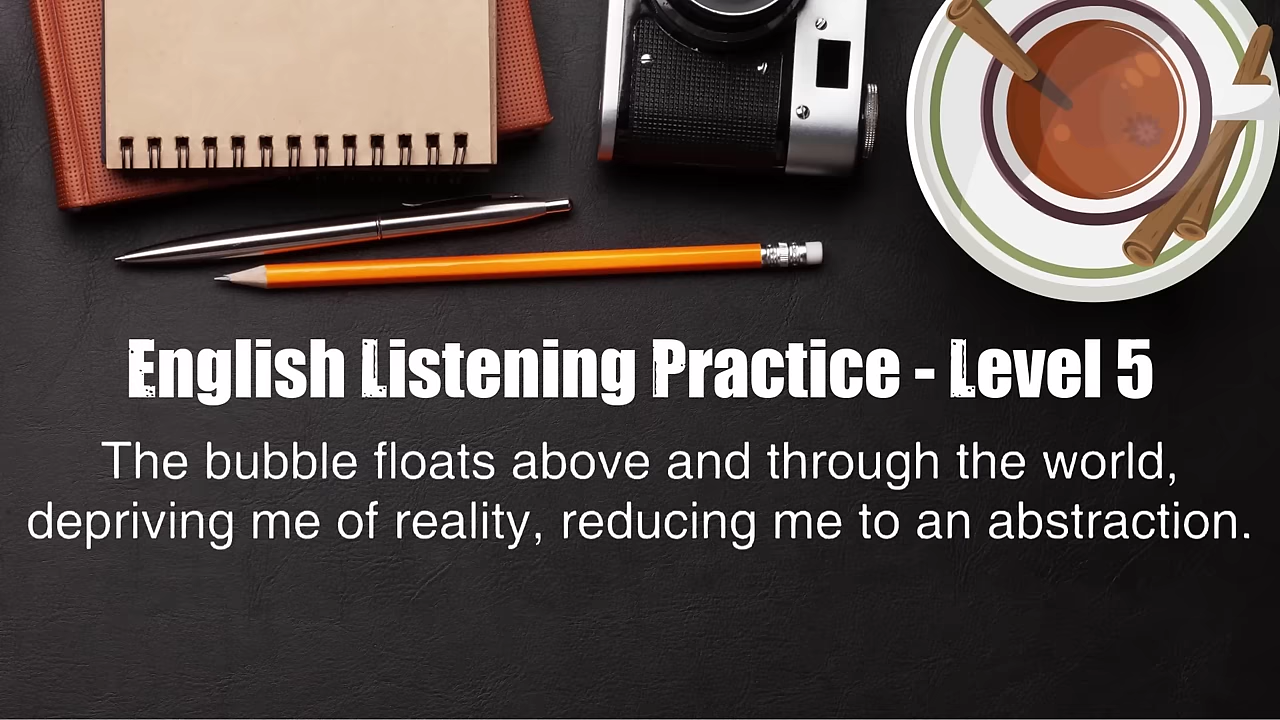 English Listening Practice - Level 5
The bubble floats above and through the world,
depriving me of reality, reducing me to an abstraction.